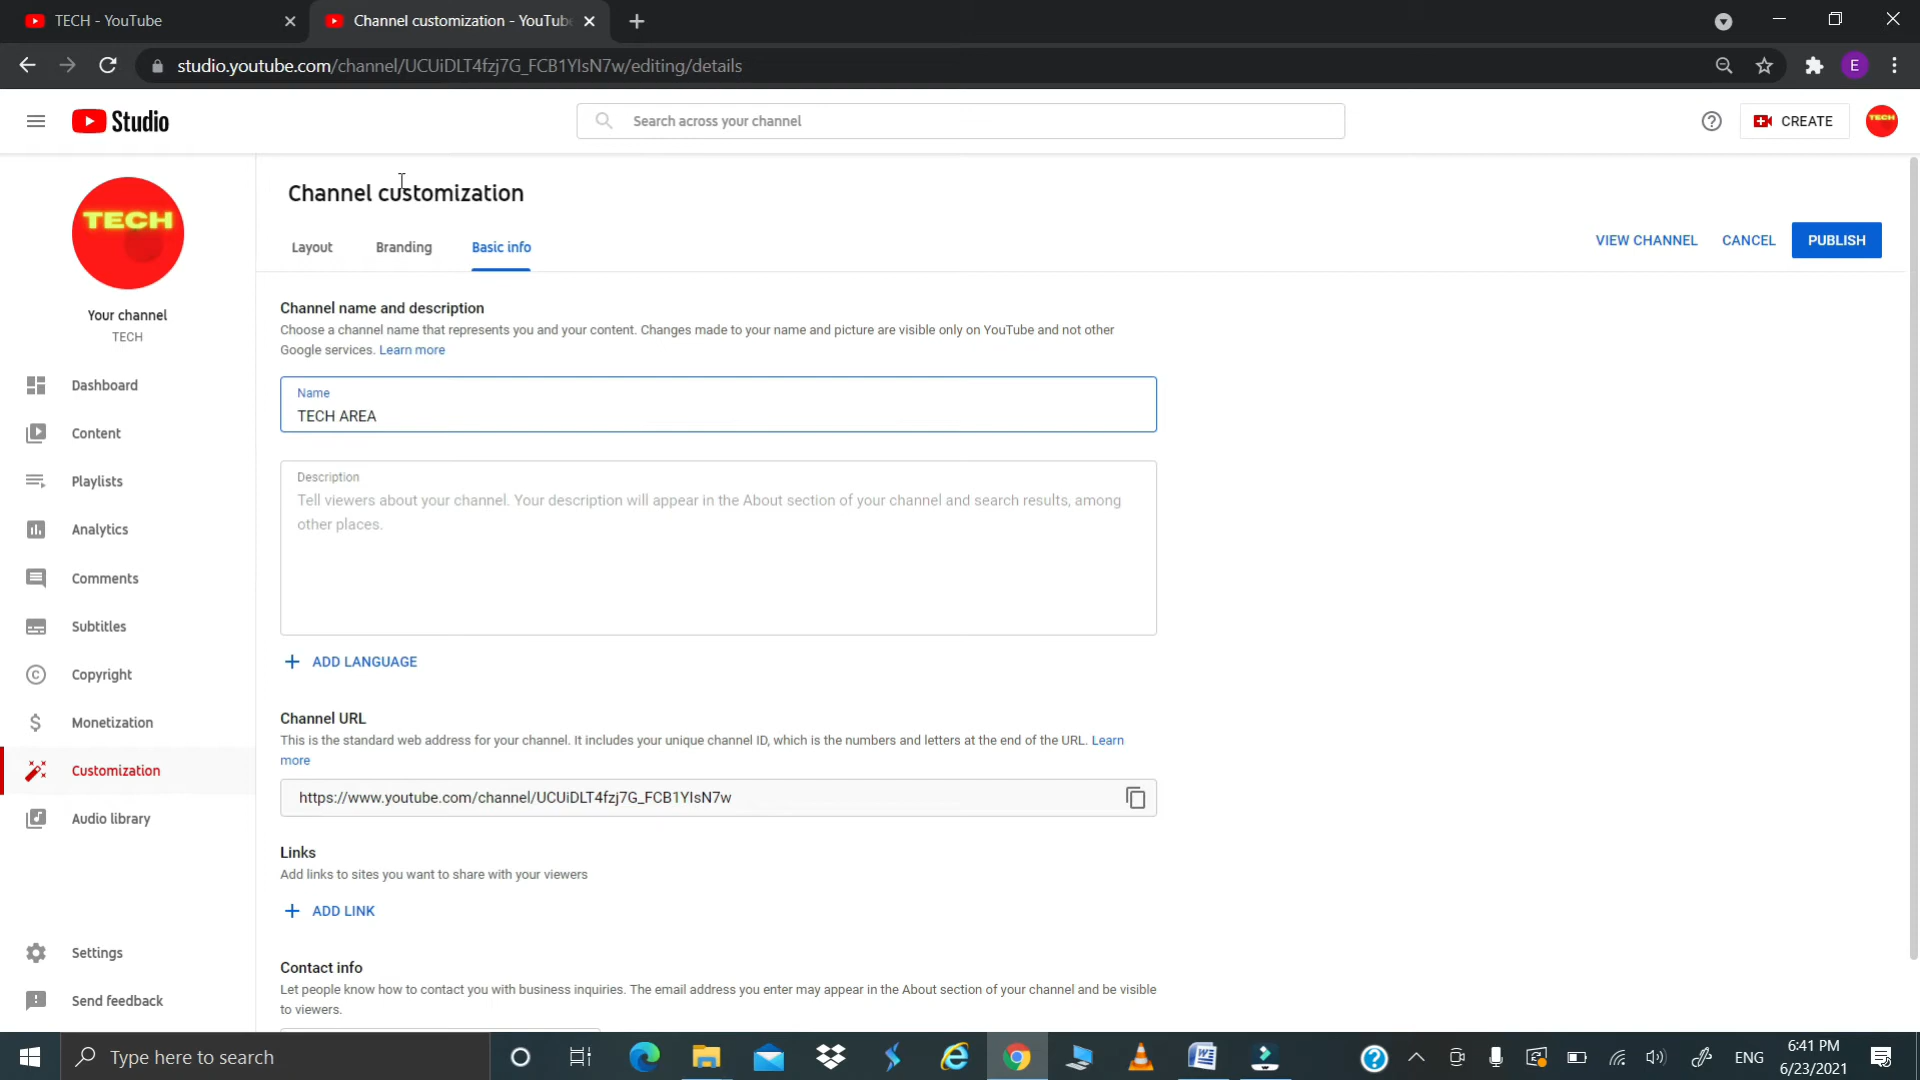 TECH - YouTube
Channel customization - YouTub
studio.youtube.com/channel/UCUiDLT4fzj7G_FCB1YIsN7w/editing/details
E
Studio
Search across your channel
CREATE
TECH
TECH
Your channel
TECH
Dashboard
Content
Playlists
Analytics
Comments
Subtitles
Copyright
Monetization
Customization
Audio library
Settings
Send feedback
Channel customization
Layout Branding Basic info
VIEW CHANNEL CANCEL PUBLISH
Channel name and description
Choose a channel name that represents you and your content. Changes made to your name and picture are visible only on YouTube and not other
Google services. Learn more
Name
TECH AREA
Description
Tell viewers about your channel. Your description will appear in the About section of your channel and search results, among
other places.
ADD LANGUAGE
Channel URL
This is the standard web address for your channel. It includes your unique channel ID, which is the numbers and letters at the end of the URL. Learn
more
https://www.youtube.com/channel/UCUiDLT4fzj7G_FCB1YIsN7w
Links
Add links to sites you want to share with your viewers
ADD LINK
Contact info
Let people know how to contact you with business inquiries. The email address you enter may appear in the About section of your channel and be visible
to viewers.
Type here to search
ENG
6:41 PM
6/23/2021